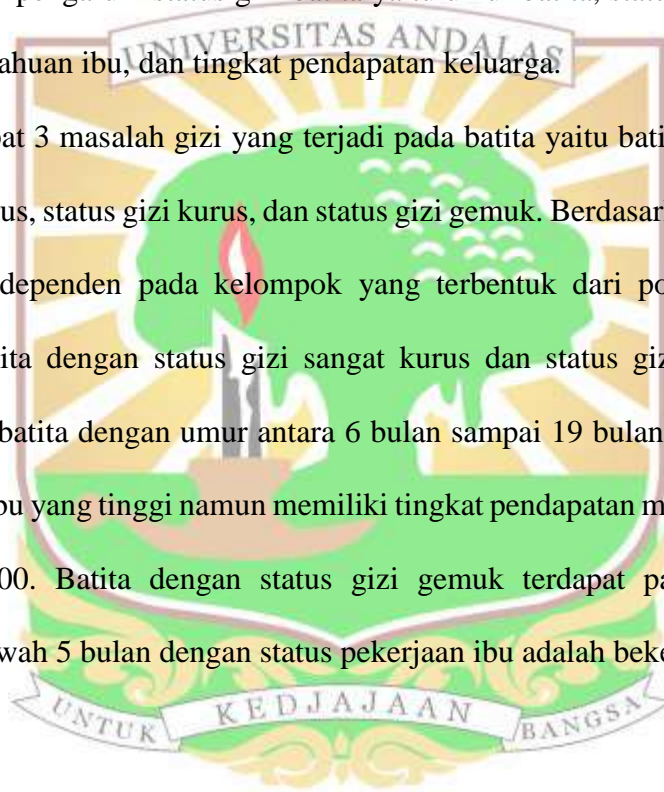 UNIVERSITAS ANDALAS
ahuan ibu, dan tingkat pendapatan keluarga.
at 3 masalah gizi yang terjadi pada batita yaitu bati
us, status gizi kurus, dan status gizi gemuk. Berdasar
dependen pada kelompok yang terbentuk dari po
ita dengan status gizi sangat kurus dan status giz
batita dengan umur antara 6 bulan sampai 19 bulan
ou yang tinggi namun memiliki tingkat pendapatan m
00. Batita dengan status gizi gemuk terdapat pa
wah 5 bulan dengan status pekerjaan ibu adalah beke
UNTUK KEDJAJAAN BANGSA